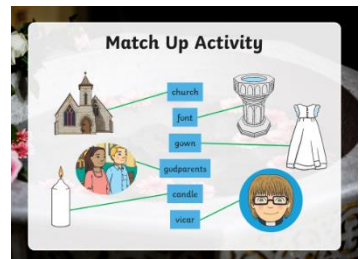 Match Up Activity
church
font
gown
godparents
candle
vicar